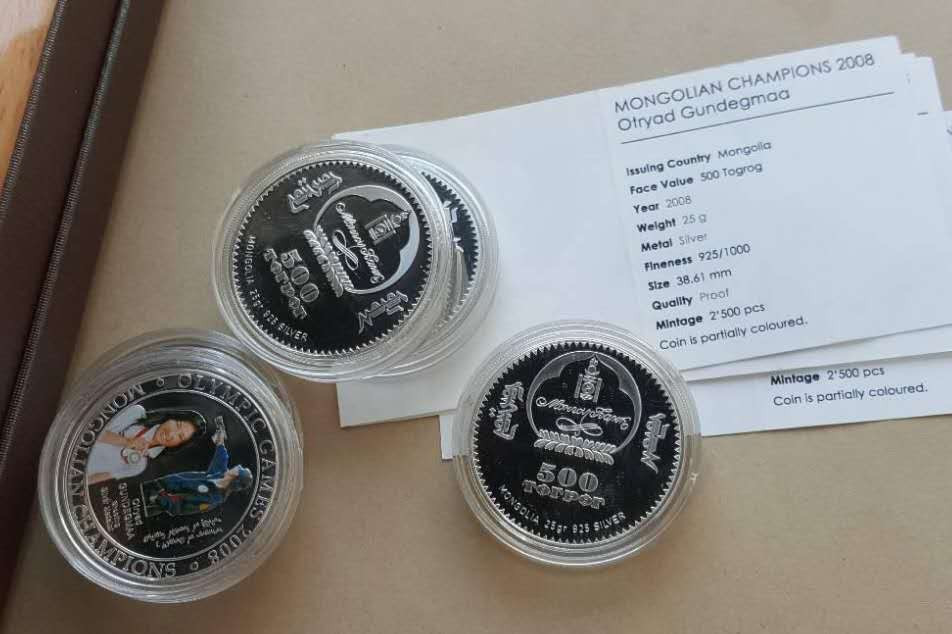 MONGOLIAN CHAMPIONS 2008
Otryad Gundegmaa
Issuing Country Mongolia
Face Value 500 Togrog
Year 2008
Weight 25 g
Metal Silver
Fineness 925/1000
Size 38.61 mm
Quality Proof
Mintage 2'500 pcs
Coin is partially coloured.
Mintage 2'500 pcs
Coin is partially coloured.
500
ТӨГРӨГ
MONGOLIA 25gr 925 SILVER
500
ТӨГРӨГ
MONGOLIA 25gr 925 SILVER
OLYMPIC GAMES 2008
MONGOLIAN CHAMPIONS
Otryad
GUNDEGMAA